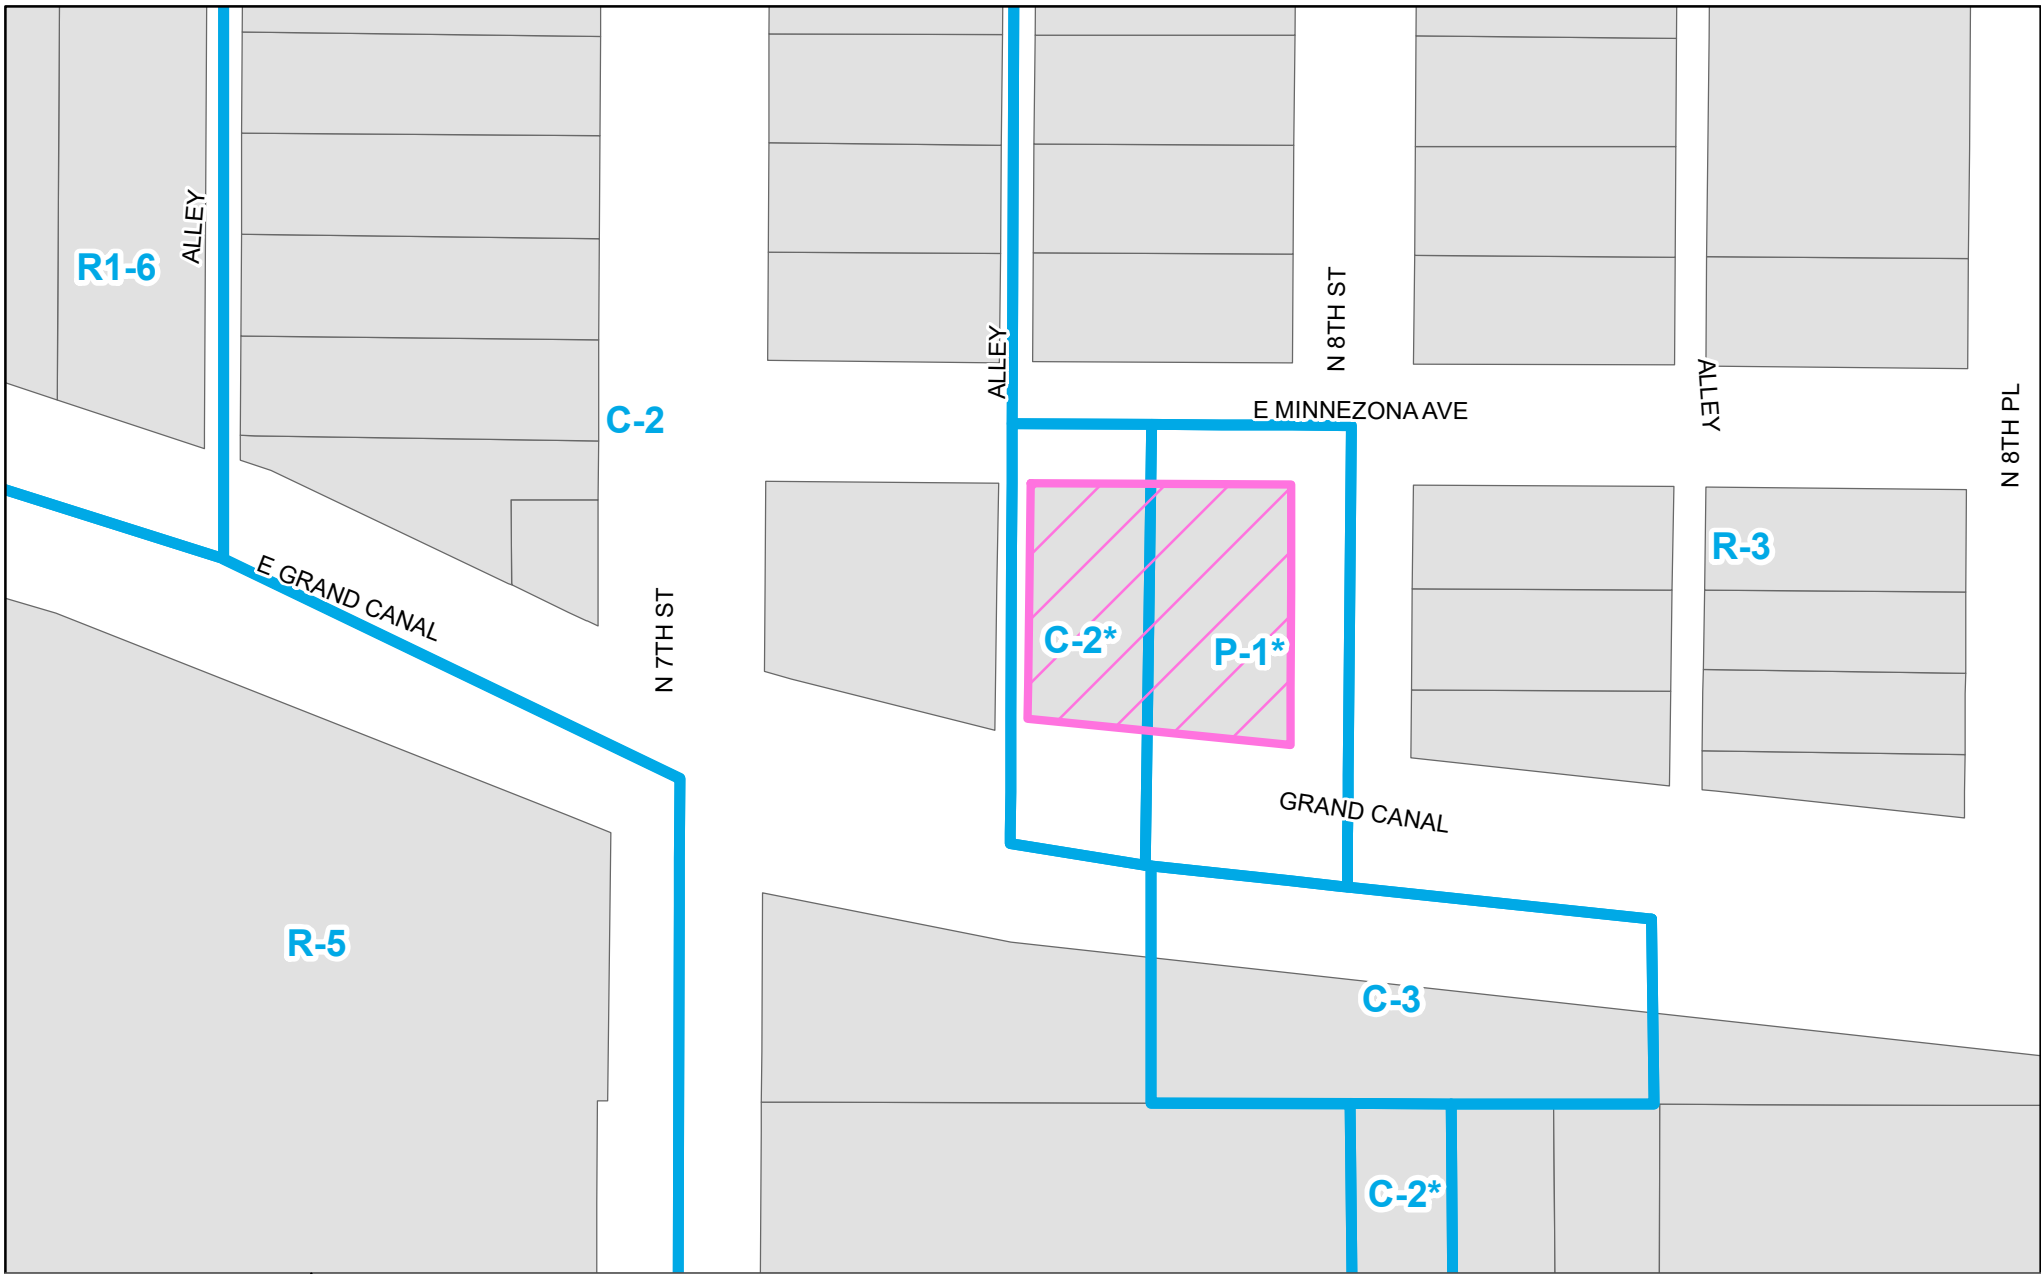 ALLEY
R1-6
N 8TH ST
ALLEY
ALLEY
C-2
E MINNEZONA AVE
N 8TH PL
R-3
E GRAND CANAL
N 7TH ST
C-2*
P-1*
GRAND CANAL
R-5
C-3
C-2*